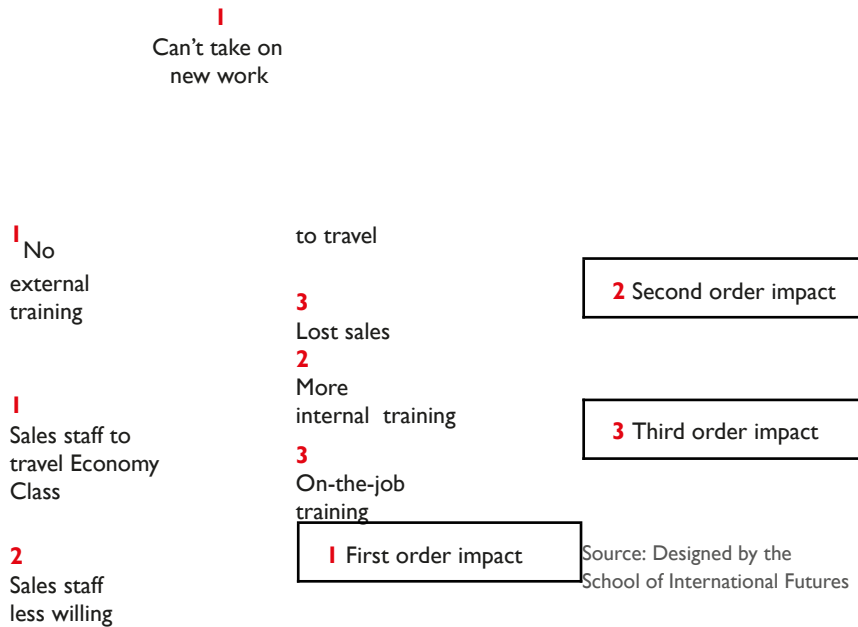 1
Can’t take on
new work
1 No
external
training
1
Sales staff to
travel Economy
Class
2
Sales staff
less willing
to travel
3
Lost sales
2
More
internal training
3
On-the-job
training
1 First order impact
2 Second order impact
3 Third order impact
Source: Designed by the
School of International Futures